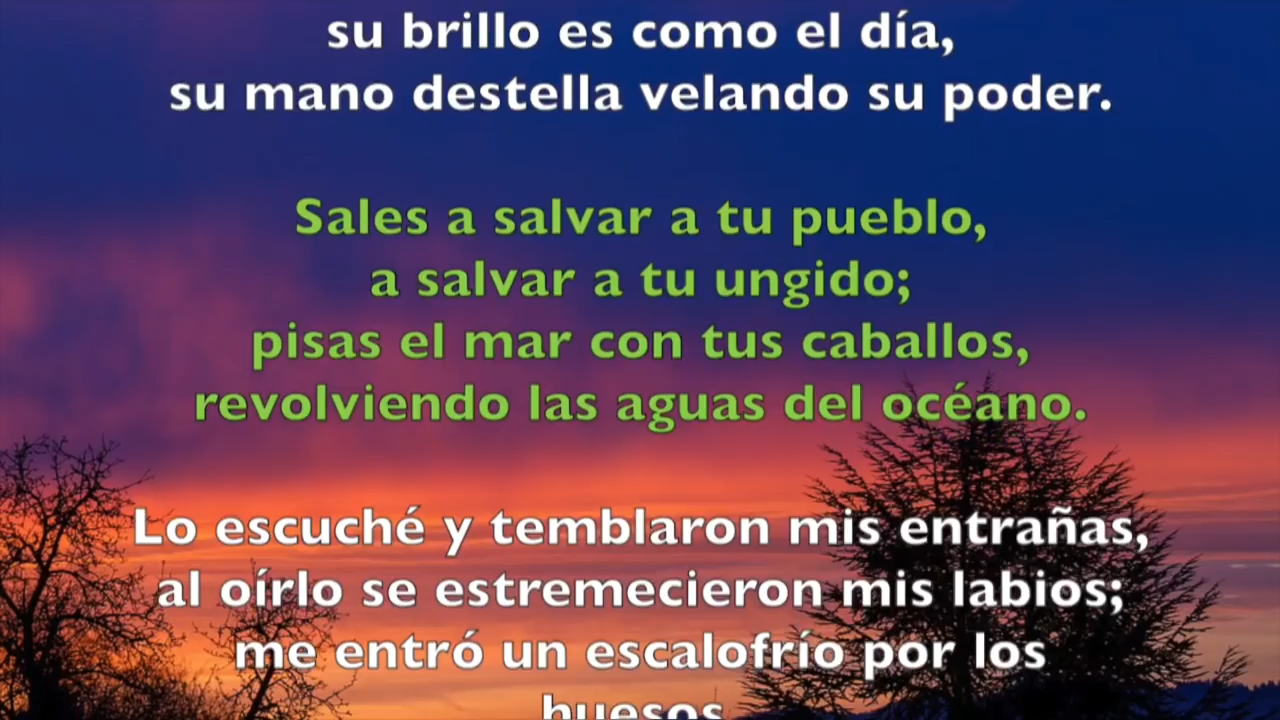 su brillo es como el día,
su mano destella velando su poder.
Sales a salvar a tu pueblo,
a salvar a tu ungido;
pisas el mar con tus caballos,
revolviendo las aguas del océano.
Lo escuché y temblaron mis entrañas,
al oírlo se estremecieron mis labios;
me entró un escalofrío por los
huesos